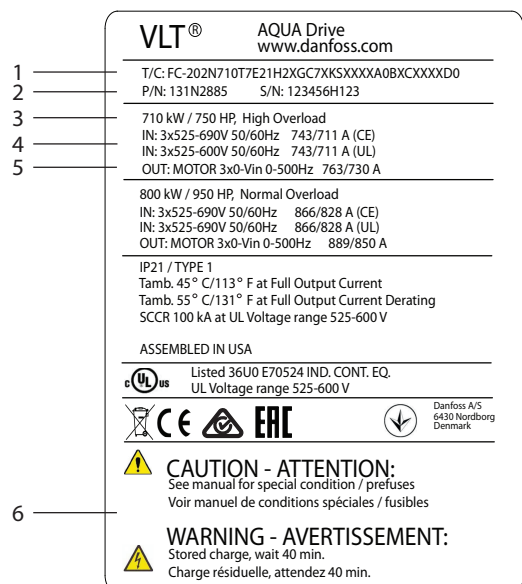 VLT® AQUA Drive
www.danfoss.com
1 T/C: FC-202N710T7E21H2XGC7XKSXXXXA0BXCXXXXD0
2 P/N: 131N2885 S/N: 123456H123
3 710 kW / 750 HP, High Overload
4 IN: 3x525-690V 50/60Hz 743/711 A (CE)
IN: 3x525-600V 50/60Hz 743/711 A (UL)
5 OUT: MOTOR 3x0-Vin 0-500Hz 763/730 A
800 kW / 950 HP, Normal Overload
IN: 3x525-690V 50/60Hz 866/828 A (CE)
IN: 3x525-690V 50/60Hz 866/828 A (UL)
OUT: MOTOR 3x0-Vin 0-500Hz 889/850 A
IP21 / TYPE 1
Tamb. 45° C/113° F at Full Output Current
Tamb. 55° C/131° F at Full Output Current Derating
SCCR 100 kA at UL Voltage range 525-600 V
ASSEMBLED IN USA
c UL us Listed 36U0 E70524 IND. CONT. EQ.
UL Voltage range 525-600 V
CE EAC
Danfoss A/S
6430 Nordborg
Denmark
CAUTION - ATTENTION:
See manual for special condition / prefuses
Voir manuel de conditions spéciales / fusibles
6
WARNING - AVERTISSEMENT:
Stored charge, wait 40 min.
Charge résiduelle, attendez 40 min.